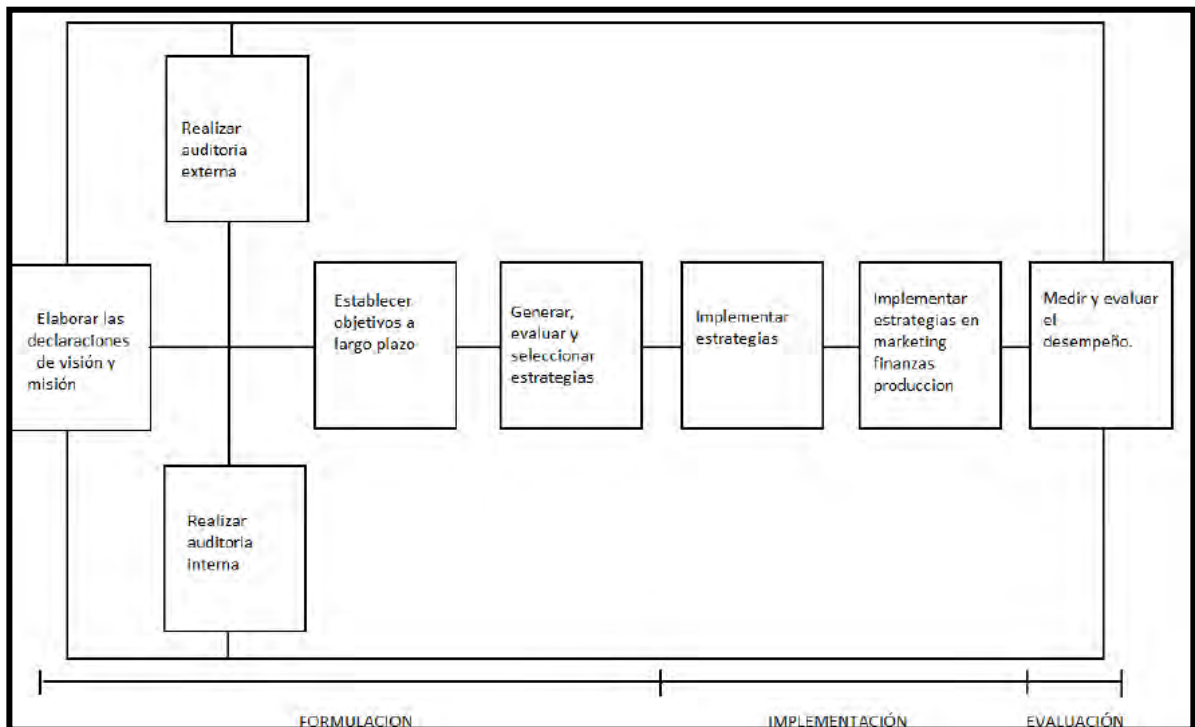 Realizar
auditoria
externa
Elaborar las
declaraciones
de visión y
misión
Establecer
objetivos a
largo plazo
Generar,
evaluar y
seleccionar
estrategias
Implementar
estrategias
Implementar
estrategias en
marketing
finanzas
produccion
Medir y evaluar
el
desempeño.
Realizar
auditoria
interna
FORMULACION
IMPLEMENTACIÓN
EVALUACIÓN